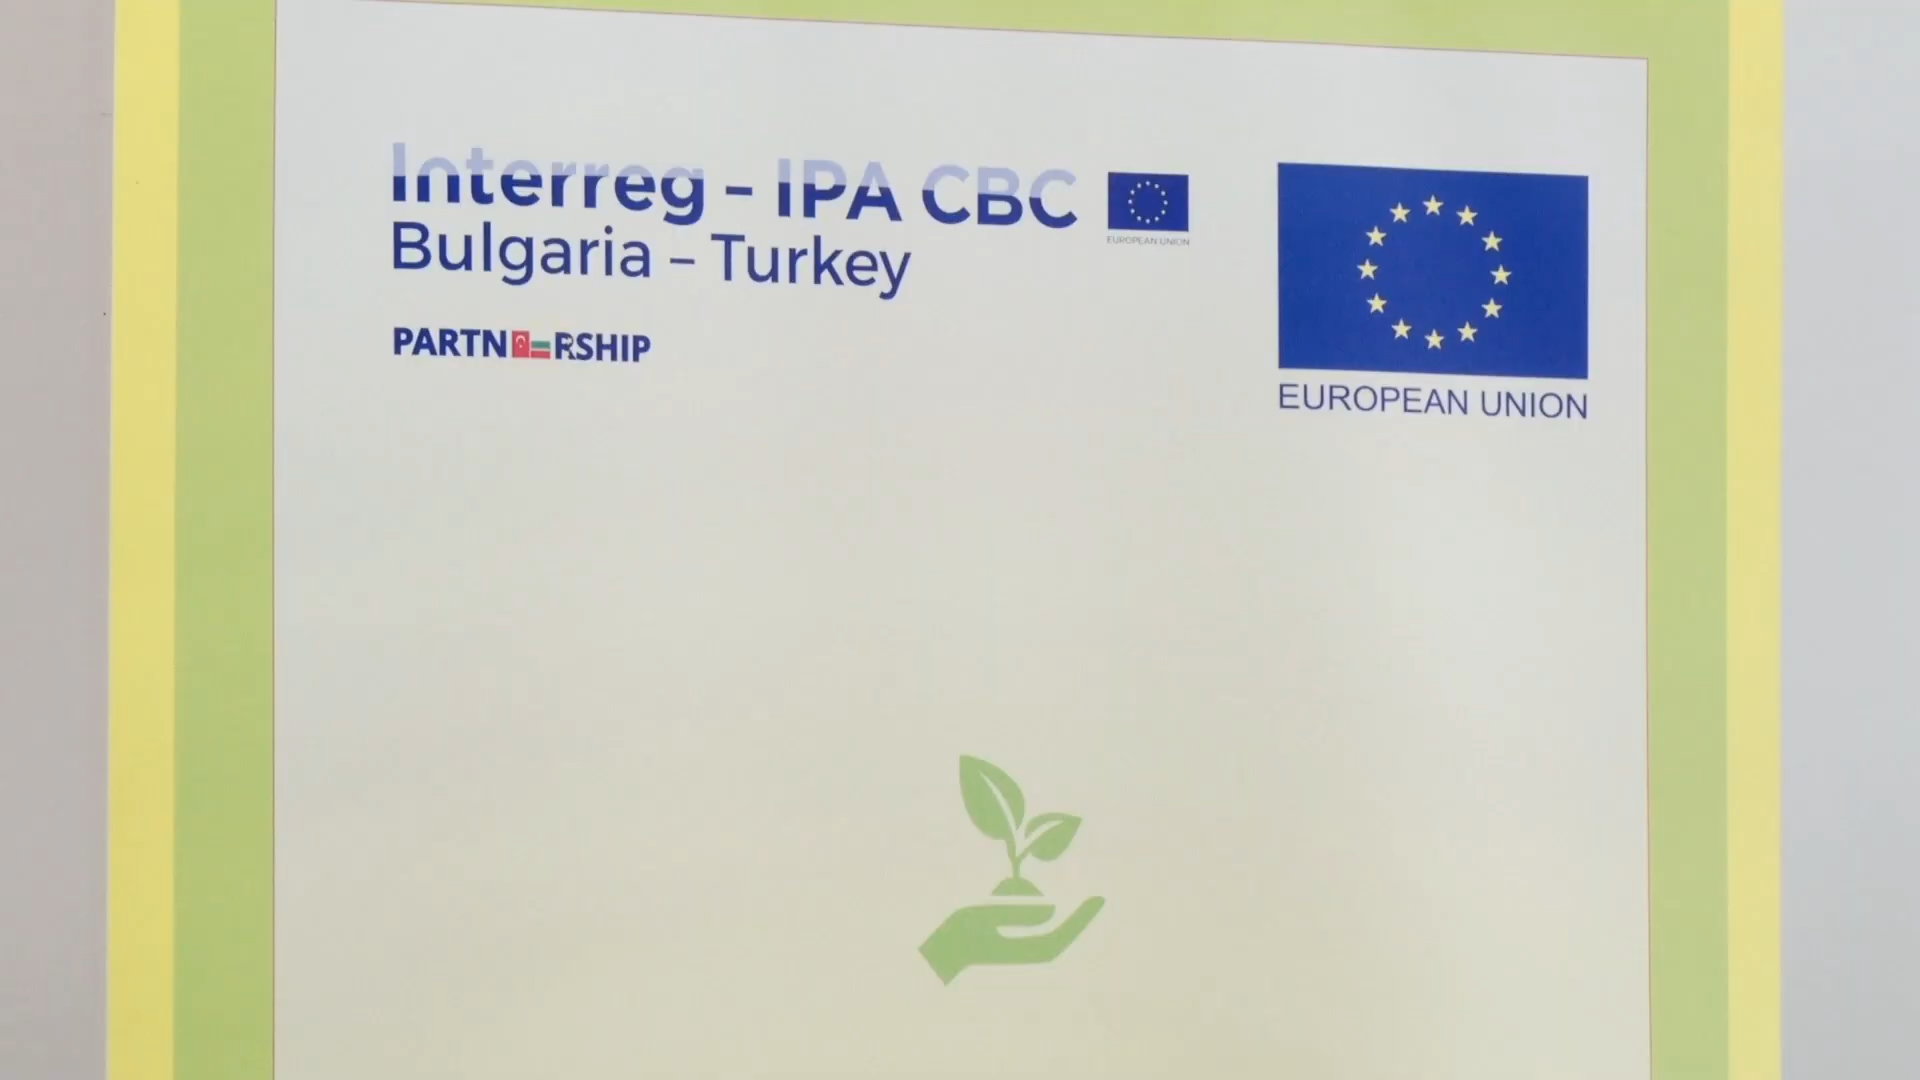 Interreg - IPA CBC
Bulgaria - Turkey
EUROPEAN UNION
PARTNERSHIP
EUROPEAN UNION